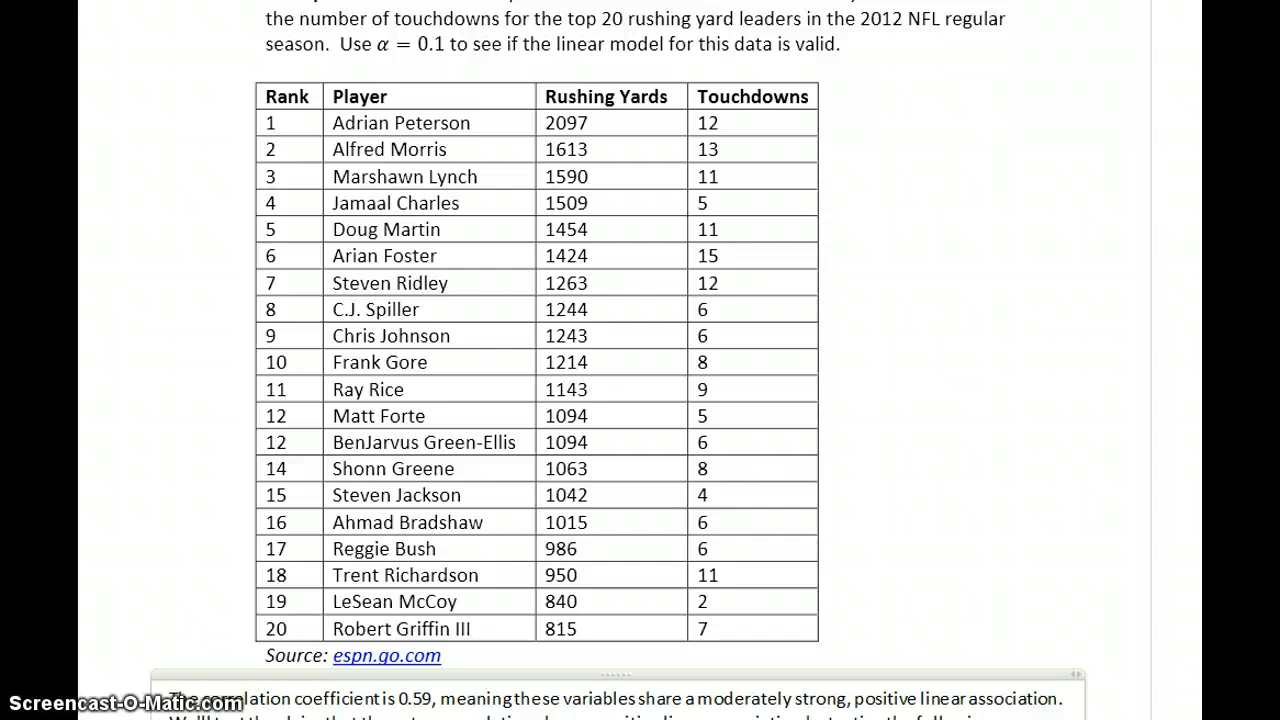 the number of touchdowns for the top 20 rushing yard leaders in the 2012 NFL regular
season. Use α = 0.1 to see if the linear model for this data is valid.
Rank Player Rushing Yards Touchdowns
1 Adrian Peterson 2097 12
2 Alfred Morris 1613 13
3 Marshawn Lynch 1590 11
4 Jamaal Charles 1509 5
5 Doug Martin 1454 11
6 Arian Foster 1424 15
7 Steven Ridley 1263 12
8 C.J. Spiller 1244 6
9 Chris Johnson 1243 6
10 Frank Gore 1214 8
11 Ray Rice 1143 9
12 Matt Forte 1094 5
12 BenJarvus Green-Ellis 1094 6
14 Shonn Greene 1063 8
15 Steven Jackson 1042 4
16 Ahmad Bradshaw 1015 6
17 Reggie Bush 986 6
18 Trent Richardson 950 11
19 LeSean McCoy 840 2
20 Robert Griffin III 815 7
Source: espn.go.com
The correlation coefficient is 0.59, meaning these variables share a moderately strong, positive linear association.
Screencast-O-Matic.com